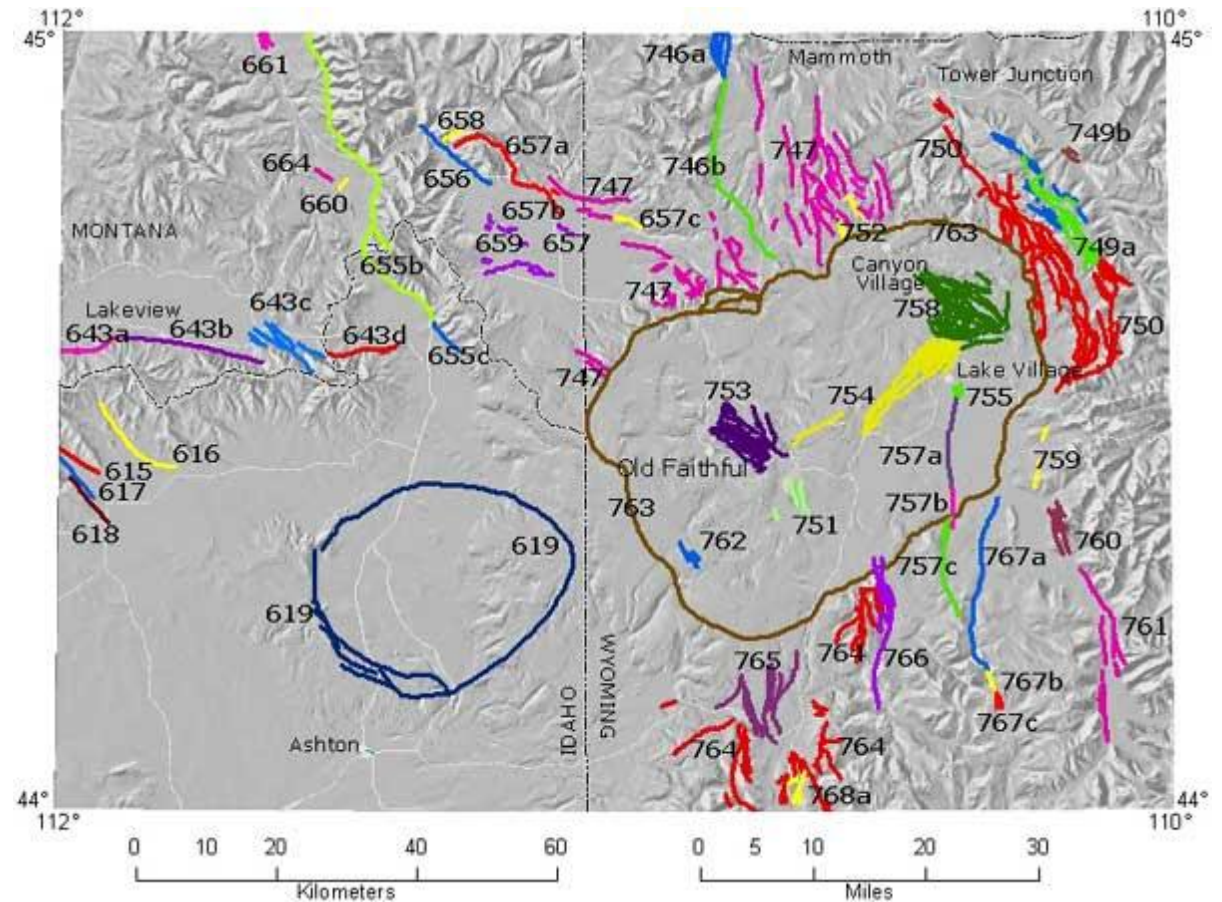 112°
110°
45°
45°
661
746a
Mammoth
Tower Junction
658
657a
749b
750
747
664
656
746b
660
747
657b
657c
MONTANA
659
657
752
763
749a
655b
Canyon
Village
643c
747
758
Lakeview
643a
643b
643d
750
655c
747
Lake Village
753
754
755
616
757a
615
Old Faithful
759
617
763
757b
751
618
762
760
619
767a
757c
619
761
WYOMING
764
766
765
767b
IDAHO
767c
Ashton
764
764
768a
44°
44°
112°
110°
0
10
20
40
60
Kilometers
0
5
10
20
30
Miles